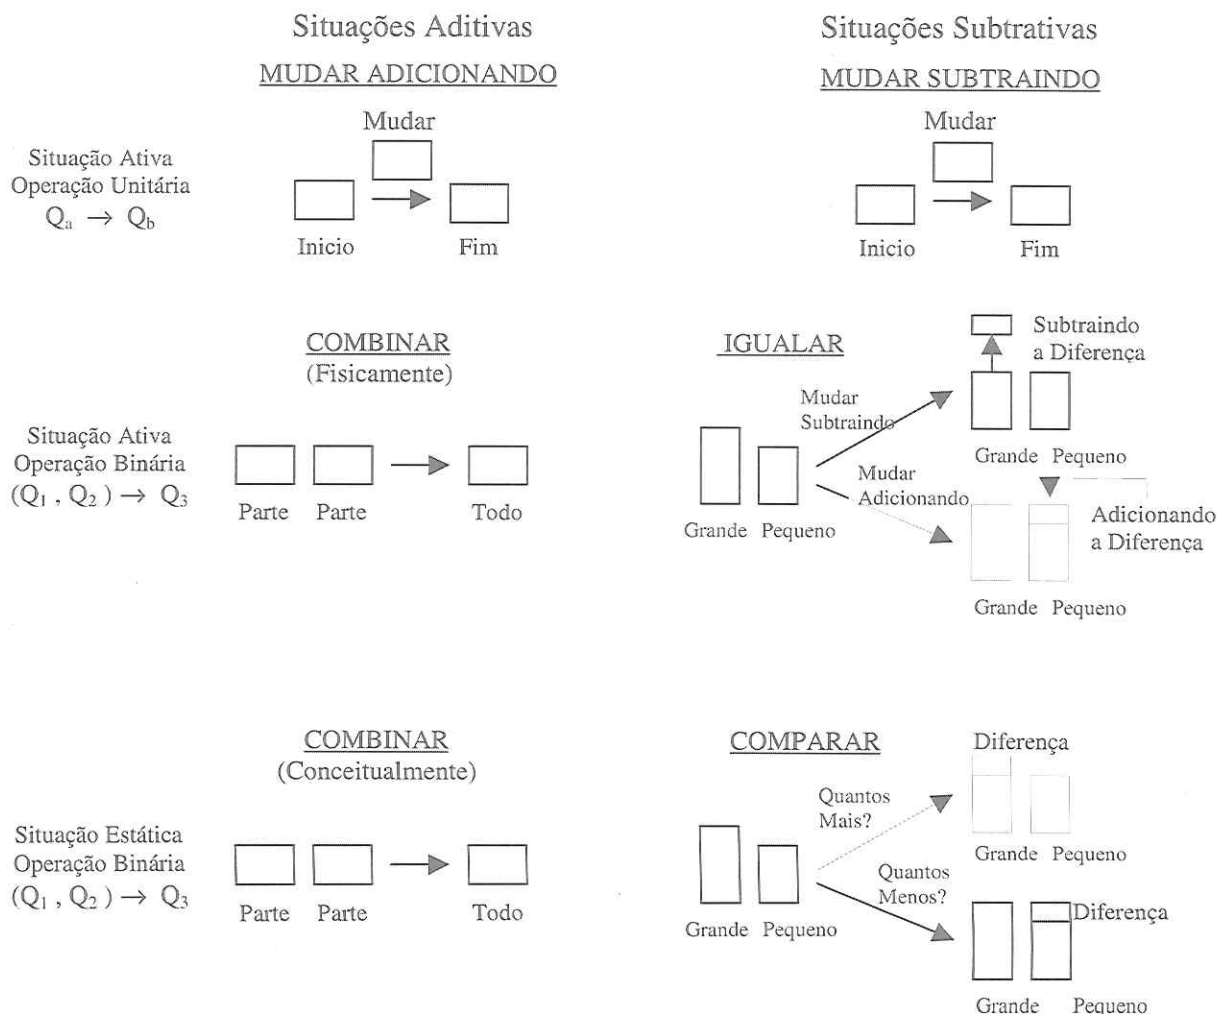 Situações Aditivas
Situações Subtrativas
MUDAR ADICIONANDO
MUDAR SUBTRAINDO
Mudar
Mudar
Situação Ativa
Operação Unitária
Qₐ → Q_b
Inicio
Fim
Inicio
Fim
COMBINAR
(Fisicamente)
IGUALAR
Subtraindo
a Diferença
Mudar
Subtraindo
Grande Pequeno
Situação Ativa
Operação Binária
(Q₁ , Q₂ ) → Q₃
Parte
Parte
Todo
Grande Pequeno
Mudar
Adicionando
Adicionando
a Diferença
Grande Pequeno
COMBINAR
(Conceitualmente)
COMPARAR
Diferença
Quantos
Mais?
Grande Pequeno
Situação Estática
Operação Binária
(Q₁ , Q₂ ) → Q₃
Parte
Parte
Todo
Grande Pequeno
Quantos
Menos?
Diferença
Grande Pequeno